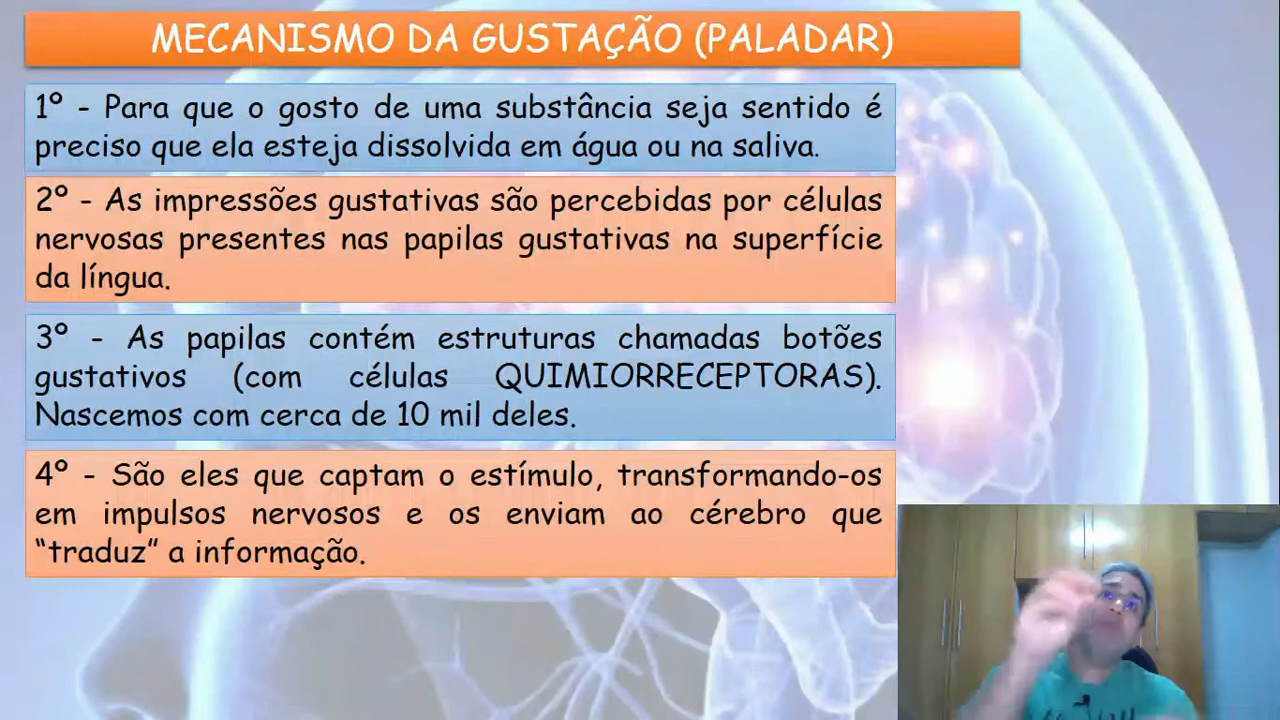 MECANISMO DA GUSTAÇÃO (PALADAR)
1º - Para que o gosto de uma substância seja sentido é
preciso que ela esteja dissolvida em água ou na saliva.
2º - As impressões gustativas são percebidas por células
nervosas presentes nas papilas gustativas na superfície
da língua.
3º - As papilas contém estruturas chamadas botões
gustativos (com células QUIMIORRECEPTORAS).
Nascemos com cerca de 10 mil deles.
4º - São eles que captam o estímulo, transformando-os
em impulsos nervosos e os enviam ao cérebro que
“traduz” a informação.